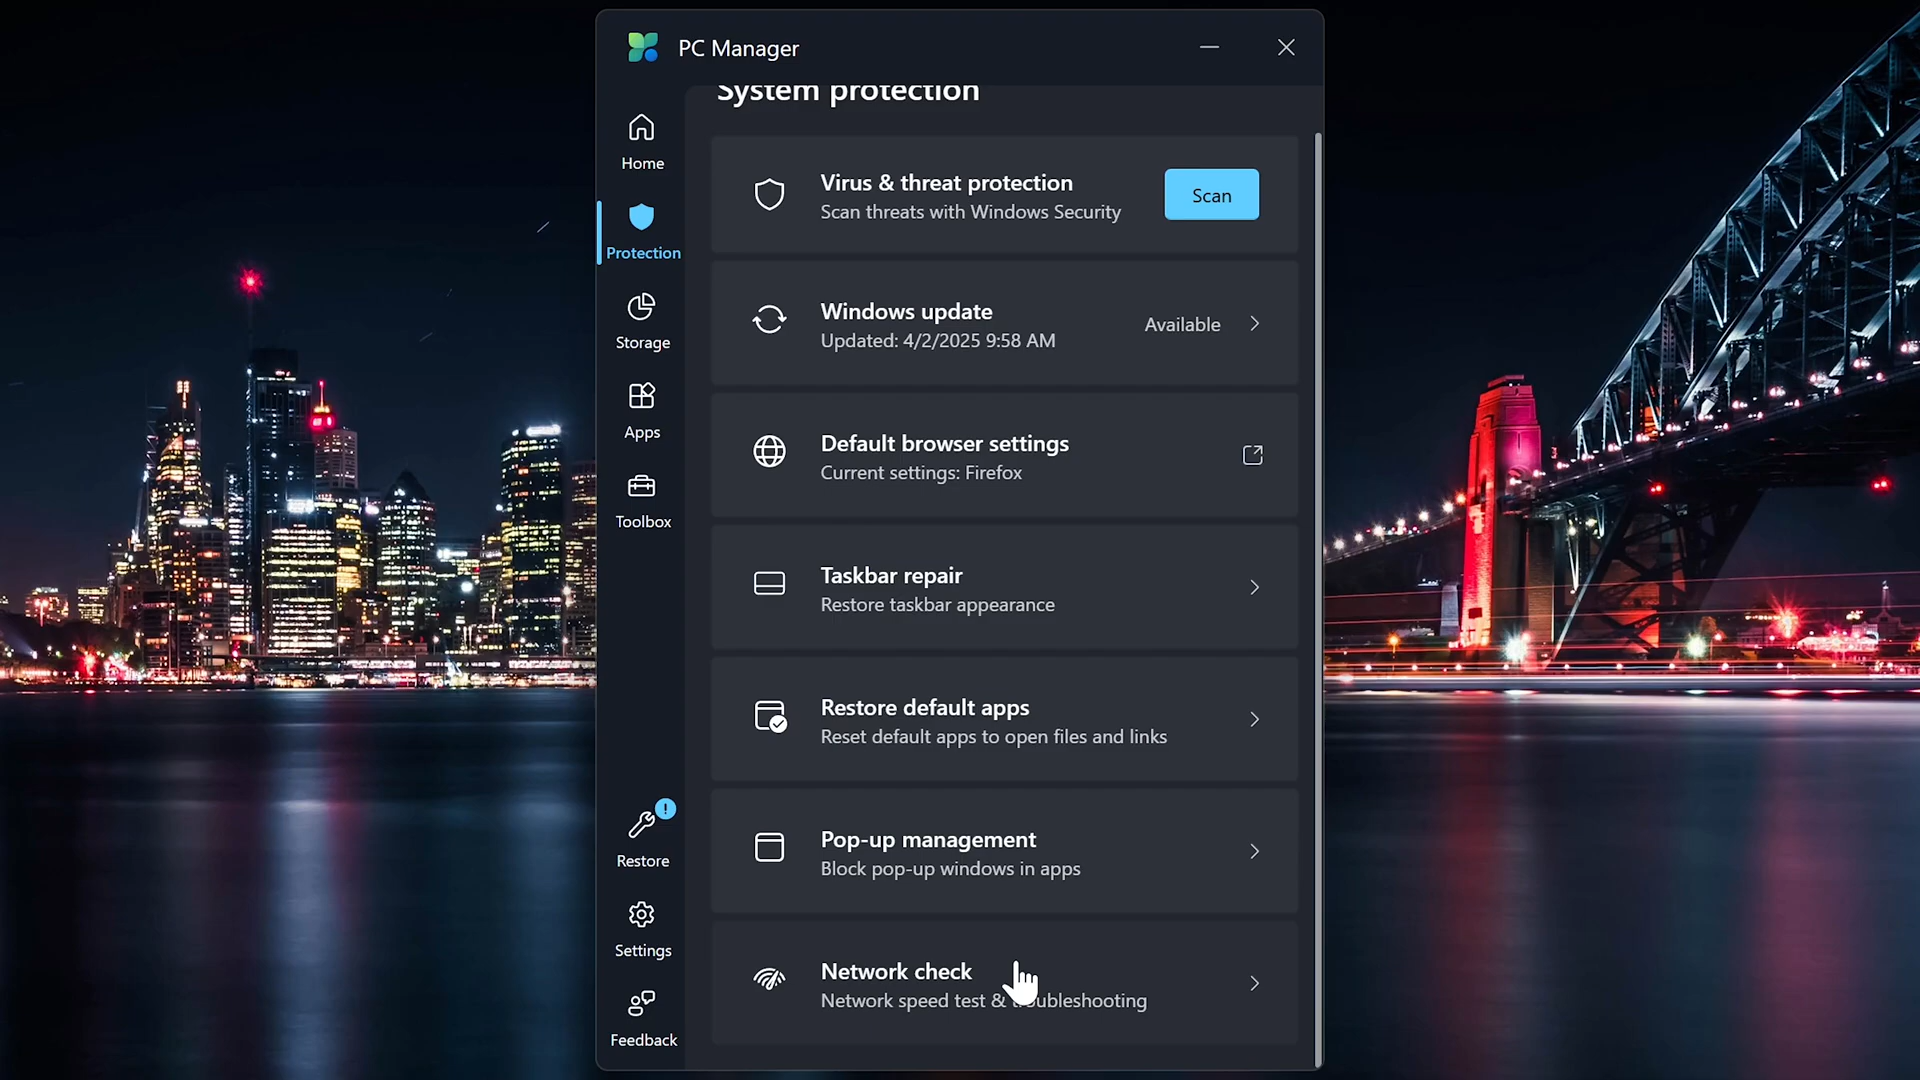 PC Manager
System protection
Home
Protection
Storage
Apps
Toolbox
Restore
!
Settings
Feedback
Virus & threat protection
Scan threats with Windows Security
Scan
Windows update
Updated: 4/2/2025 9:58 AM
Available
Default browser settings
Current settings: Firefox
Taskbar repair
Restore taskbar appearance
Restore default apps
Reset default apps to open files and links
Pop-up management
Block pop-up windows in apps
Network check
Network speed test & troubleshooting